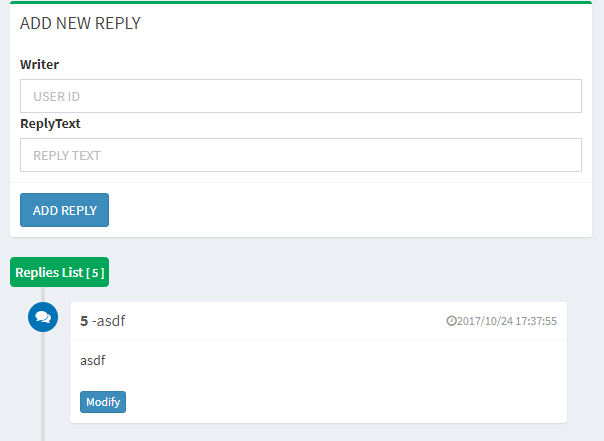 ADD NEW REPLY
Writer
USER ID
ReplyText
REPLY TEXT
ADD REPLY
Replies List [ 5 ]
5 -asdf 2017/10/24 17:37:55
asdf
Modify